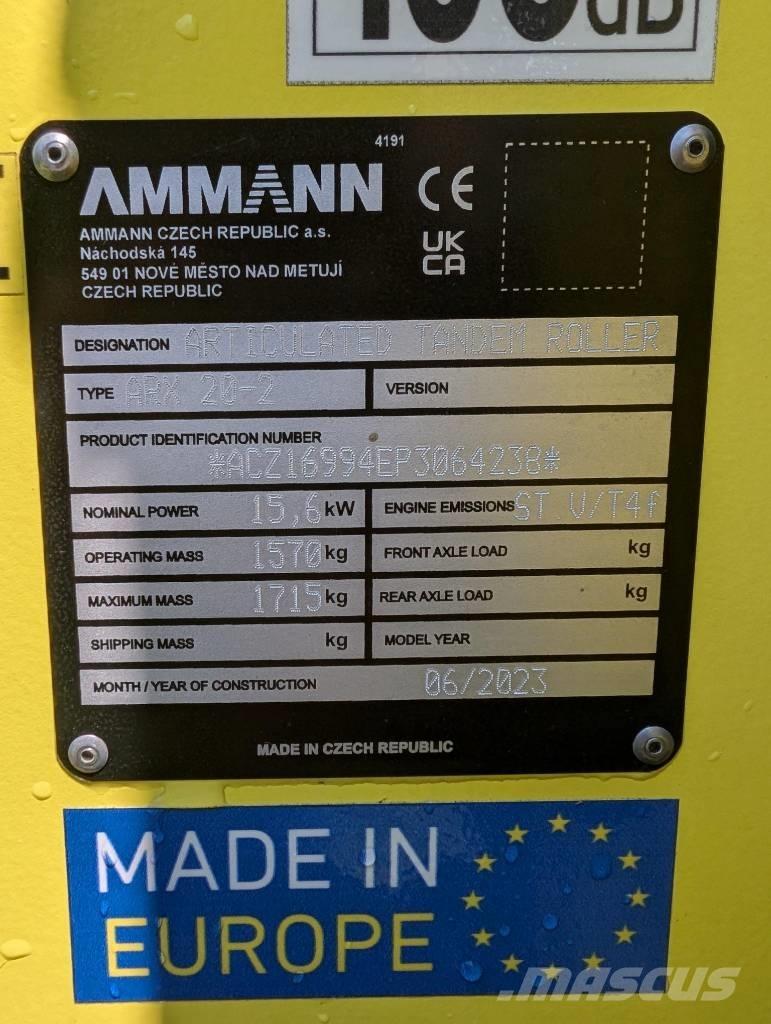 dB
4191
AMMANN CE
AMMANN CZECH REPUBLIC a.s.
Náchodská 145
549 01 NOVÉ MĚSTO NAD METUJÍ
CZECH REPUBLIC
UK
CA
DESIGNATION ARTICULATED TANDEM ROLLER
TYPE ARX 20-2 VERSION
PRODUCT IDENTIFICATION NUMBER
*ACZ16994EP3064238*
NOMINAL POWER 15,6 kW ENGINE EMISSIONS ST V/T4f
OPERATING MASS 1570 kg FRONT AXLE LOAD kg
MAXIMUM MASS 1715 kg REAR AXLE LOAD kg
SHIPPING MASS kg MODEL YEAR
MONTH / YEAR OF CONSTRUCTION 06/2023
MADE IN CZECH REPUBLIC
MADE IN
EUROPE
MASCUS